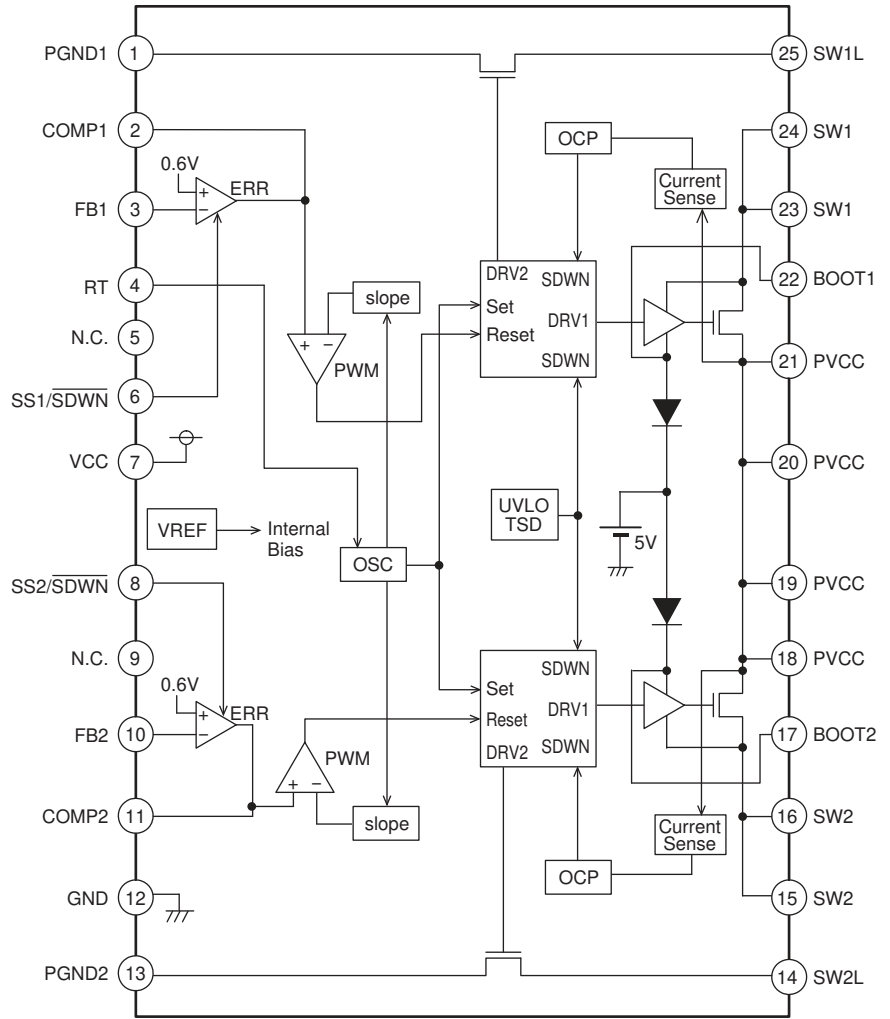 PGND1 1
25 SW1L
COMP1 2
OCP
24 SW1
0.6V
+
ERR
−
Current
Sense
FB1 3
23 SW1
RT 4
slope
DRV2
SDWN
22 BOOT1
Set
DRV1
N.C. 5
+ −
PWM
Reset
SDWN
21 PVCC
SS1/SDWN 6
VCC 7
20 PVCC
VREF
Internal
Bias
UVLO
TSD
5V
OSC
SS2/SDWN 8
19 PVCC
N.C. 9
18 PVCC
0.6V
+
ERR
−
SDWN
Set
DRV1
Reset
DRV2
SDWN
FB2 10
17 BOOT2
PWM
+ −
COMP2 11
slope
Current
Sense
16 SW2
OCP
GND 12
15 SW2
PGND2 13
14 SW2L